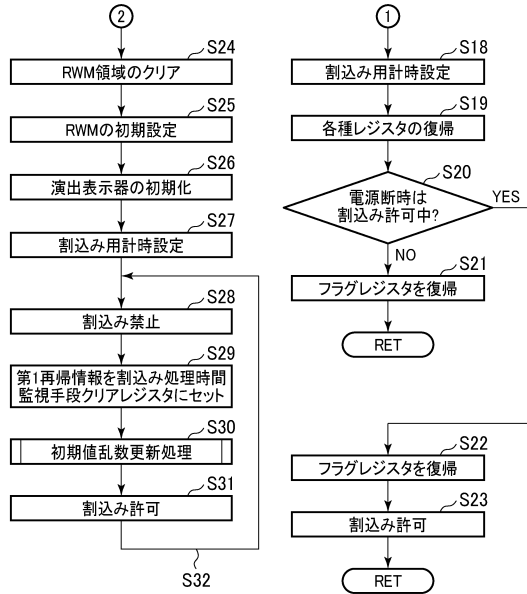 2
S24
RWM領域のクリア
S25
RWMの初期設定
S26
演出表示器の初期化
S27
割込み用計時設定
S28
割込み禁止
S29
第1再帰情報を割込み処理時間
監視手段クリアレジスタにセット
S30
初期値乱数更新処理
S31
割込み許可
S32
1
S18
割込み用計時設定
S19
各種レジスタの復帰
S20
電源断時は
割込み許可中?
YES
NO
S21
フラグレジスタを復帰
RET
S22
フラグレジスタを復帰
S23
割込み許可
RET